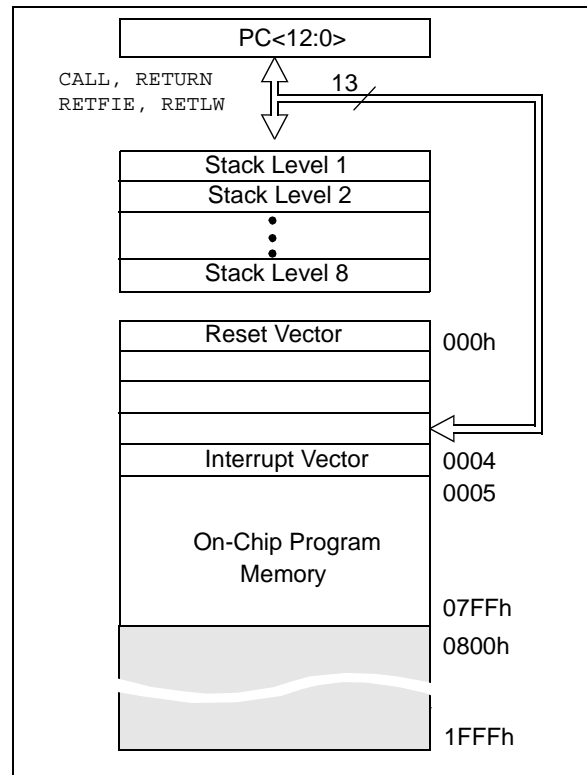 PC<12:0>
CALL, RETURN
RETFIE, RETLW
13
Stack Level 1
Stack Level 2
Stack Level 8
Reset Vector
000h
Interrupt Vector
0004
0005
On-Chip Program
Memory
07FFh
0800h
1FFFh